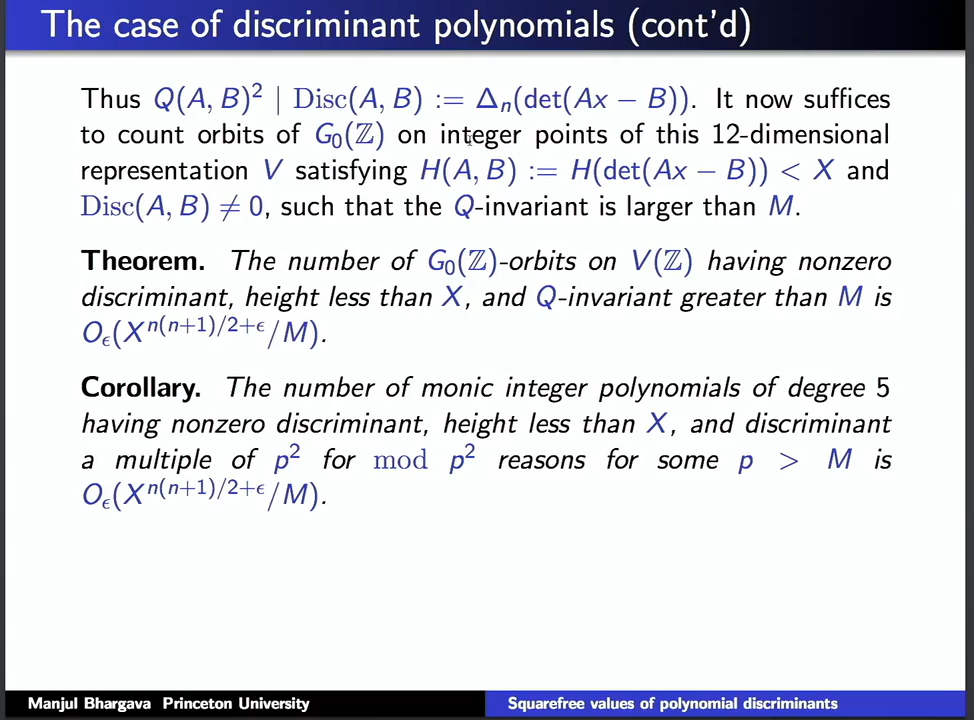 The case of discriminant polynomials (cont'd)
Thus Q(A, B)² | Disc(A, B) := Δₙ(det(Ax − B)). It now suffices
to count orbits of G₀(ℤ) on integer points of this 12-dimensional
representation V satisfying H(A, B) := H(det(Ax − B)) < X and
Disc(A, B) ≠ 0, such that the Q-invariant is larger than M.
Theorem. The number of G₀(ℤ)-orbits on V(ℤ) having nonzero
discriminant, height less than X, and Q-invariant greater than M is
O_ϵ(X^{n(n+1)/2+ϵ}/M).
Corollary. The number of monic integer polynomials of degree 5
having nonzero discriminant, height less than X, and discriminant
a multiple of p² for mod p² reasons for some p > M is
O_ϵ(X^{n(n+1)/2+ϵ}/M).
Manjul Bhargava Princeton University
Squarefree values of polynomial discriminants